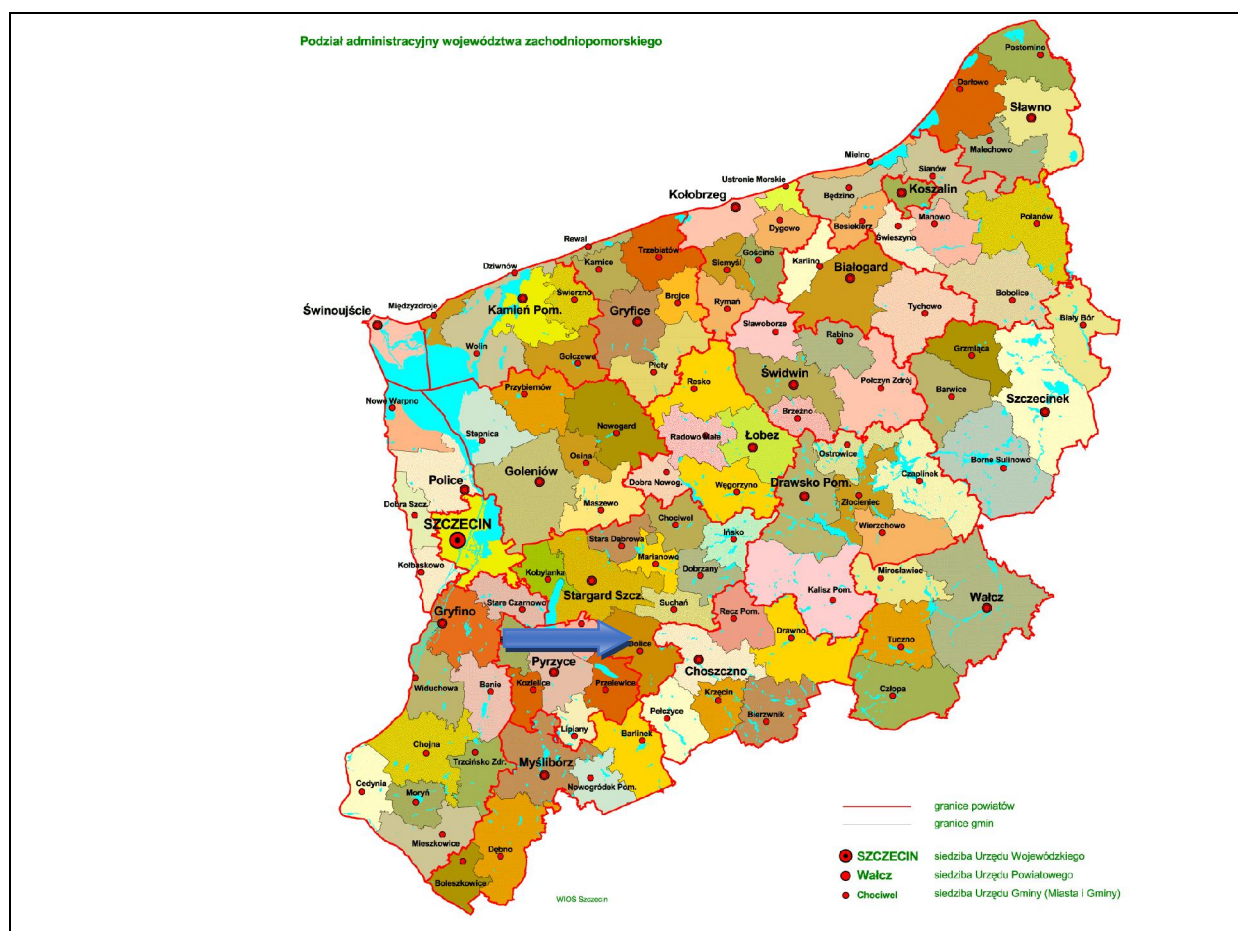 Podział administracyjny województwa zachodniopomorskiego
Postomino
Darłowo
Sławno
Malechowo
Mielno
Sianów
Ustronie Morskie
Będzino
Koszalin
Kołobrzeg
Dygowo
Besiekierz
Manowo
Świeszyno
Polanów
Rewal
Trzebiatów
Gościno
Karlino
Siemyśl
Białogard
Dziwnów
Karnice
Świerzno
Brojce
Rymań
Tychowo
Bobolice
Międzyzdroje
Kamień Pom.
Świnoujście
Gryfice
Sławoborze
Rąbino
Biały Bór
Wolin
Golczewo
Grzmiąca
Płoty
Świdwin
Połczyn Zdrój
Barwice
Szczecinek
Nowe Warpno
Przybiernów
Resko
Brzeżno
Stepnica
Nowogard
Radowo Małe
Łobez
Ostrowice
Borne Sulinowo
Osina
Goleniów
Dobra Nowog.
Węgorzyno
Drawsko Pom.
Czaplinek
Police
Złocieniec
Dobra Szcz.
Maszewo
Chociwel
SZCZECIN
Stara Dąbrowa
Ińsko
Wierzchowo
Marianowo
Kołbaskowo
Kobylanka
Dobrzany
Mirosławiec
Stargard Szcz.
Kalisz Pom.
Wałcz
Stare Czarnowo
Suchań
Recz Pom.
Gryfino
Drawno
Tuczno
Pyrzyce
Choszczno
Widuchowa
Banie
Kozielice
Przelewice
Krzęcin
Człopa
Pełczyce
Bierzwnik
Lipiany
Barlinek
Chojna
Trzcińsko Zdr.
Myślibórz
Cedynia
Moryń
Nowogródek Pom.
Mieszkowice
Dębno
Boleszkowice
granice powiatów
granice gmin
SZCZECIN siedziba Urzędu Wojewódzkiego
Wałcz siedziba Urzędu Powiatowego
Chociwel siedziba Urzędu Gminy (Miasta i Gminy)
WIOŚ Szczecin